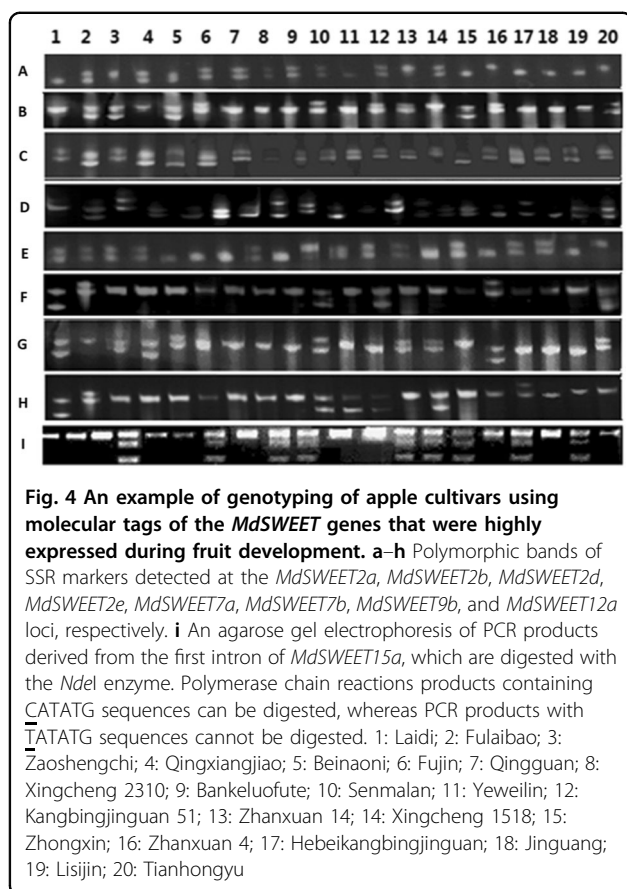 1 2 3 4 5 6 7 8 9 10 11 12 13 14 15 16 17 18 19 20
A
B
C
D
E
F
G
H
I
Fig. 4 An example of genotyping of apple cultivars using
molecular tags of the MdSWEET genes that were highly
expressed during fruit development. a–h Polymorphic bands of
SSR markers detected at the MdSWEET2a, MdSWEET2b, MdSWEET2d,
MdSWEET2e, MdSWEET7a, MdSWEET7b, MdSWEET9b, and MdSWEET12a
loci, respectively. i An agarose gel electrophoresis of PCR products
derived from the first intron of MdSWEET15a, which are digested with
the NdeI enzyme. Polymerase chain reactions products containing
CATATG sequences can be digested, whereas PCR products with
TATATG sequences cannot be digested. 1: Laidi; 2: Fulaibao; 3:
Zaoshengchi; 4: Qingxiangjiao; 5: Beinaoni; 6: Fujin; 7: Qingguan; 8:
Xingcheng 2310; 9: Bankeluofute; 10: Senmalan; 11: Yeweilin; 12:
Kangbingjinguan 51; 13: Zhanxuan 14; 14: Xingcheng 1518; 15:
Zhongxin; 16: Zhanxuan 4; 17: Hebeikangbingjinguan; 18: Jinguang;
19: Lisijin; 20: Tianhongyu